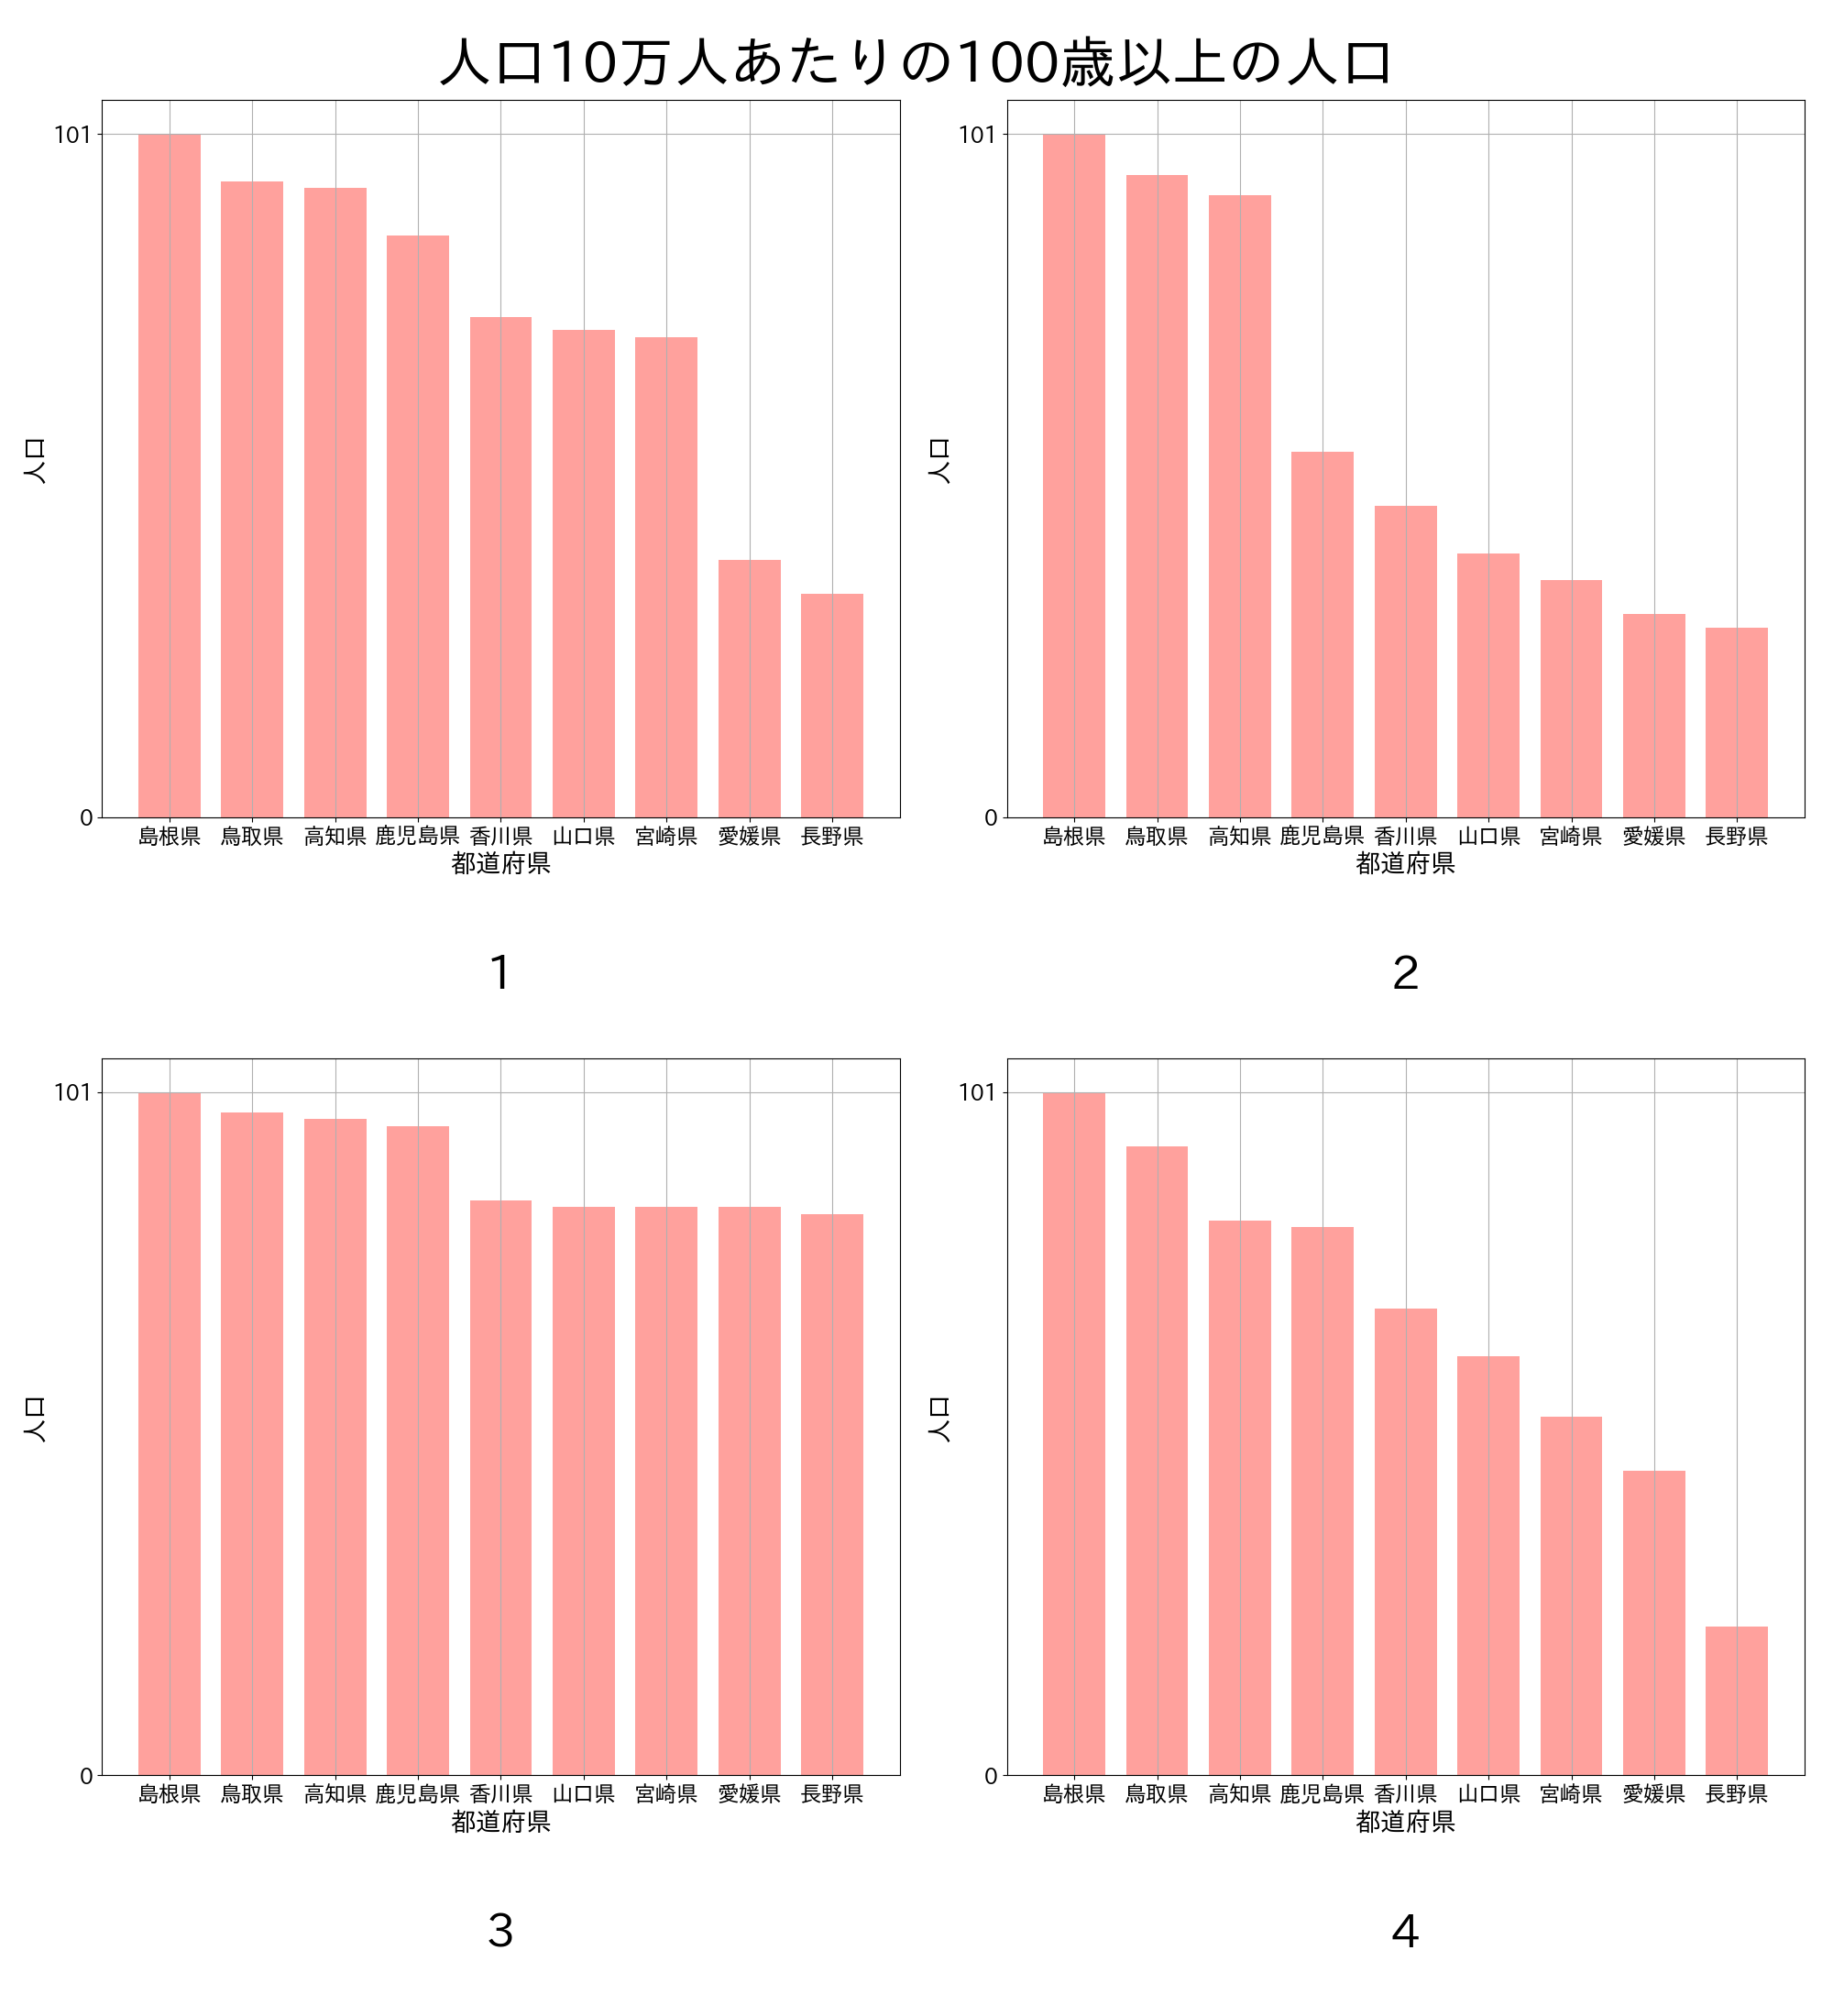 人口10万人あたりの100歳以上の人口
101
0
人口
島根県 鳥取県 高知県 鹿児島県 香川県 山口県 宮崎県 愛媛県 長野県
都道府県
1
101
0
人口
島根県 鳥取県 高知県 鹿児島県 香川県 山口県 宮崎県 愛媛県 長野県
都道府県
2
101
0
人口
島根県 鳥取県 高知県 鹿児島県 香川県 山口県 宮崎県 愛媛県 長野県
都道府県
3
101
0
人口
島根県 鳥取県 高知県 鹿児島県 香川県 山口県 宮崎県 愛媛県 長野県
都道府県
4